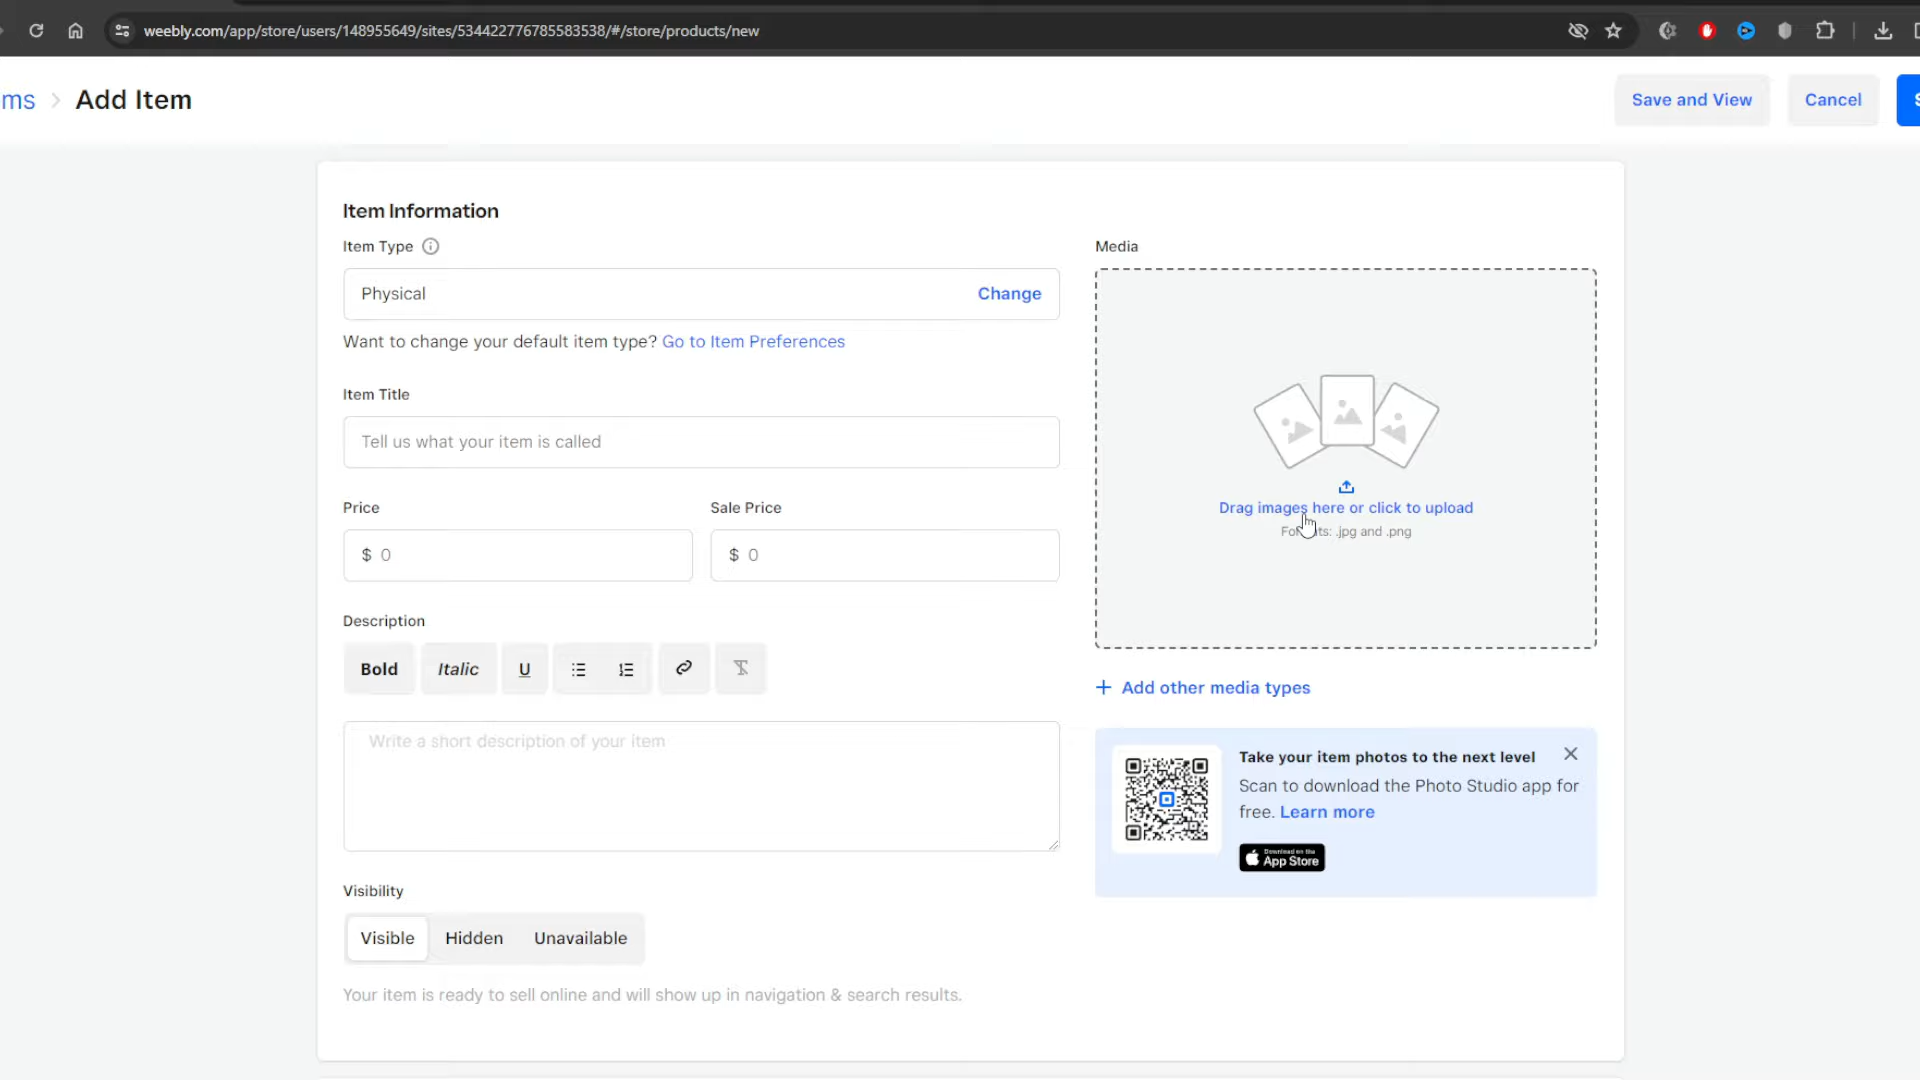 weebly.com/app/store/users/148955649/sites/534422776785583538/#/store/products/new
ms > Add Item
Save and View
Cancel
Item Information
Item Type
Physical
Change
Want to change your default item type? Go to Item Preferences
Item Title
Tell us what your item is called
Price
Sale Price
$ 0
$ 0
Description
Bold
Italic
U
Write a short description of your item
Visibility
Visible
Hidden
Unavailable
Your item is ready to sell online and will show up in navigation & search results.
Media
Drag images here or click to upload
.jpg and .png
+ Add other media types
Take your item photos to the next level
Scan to download the Photo Studio app for
free. Learn more
Download on the
App Store